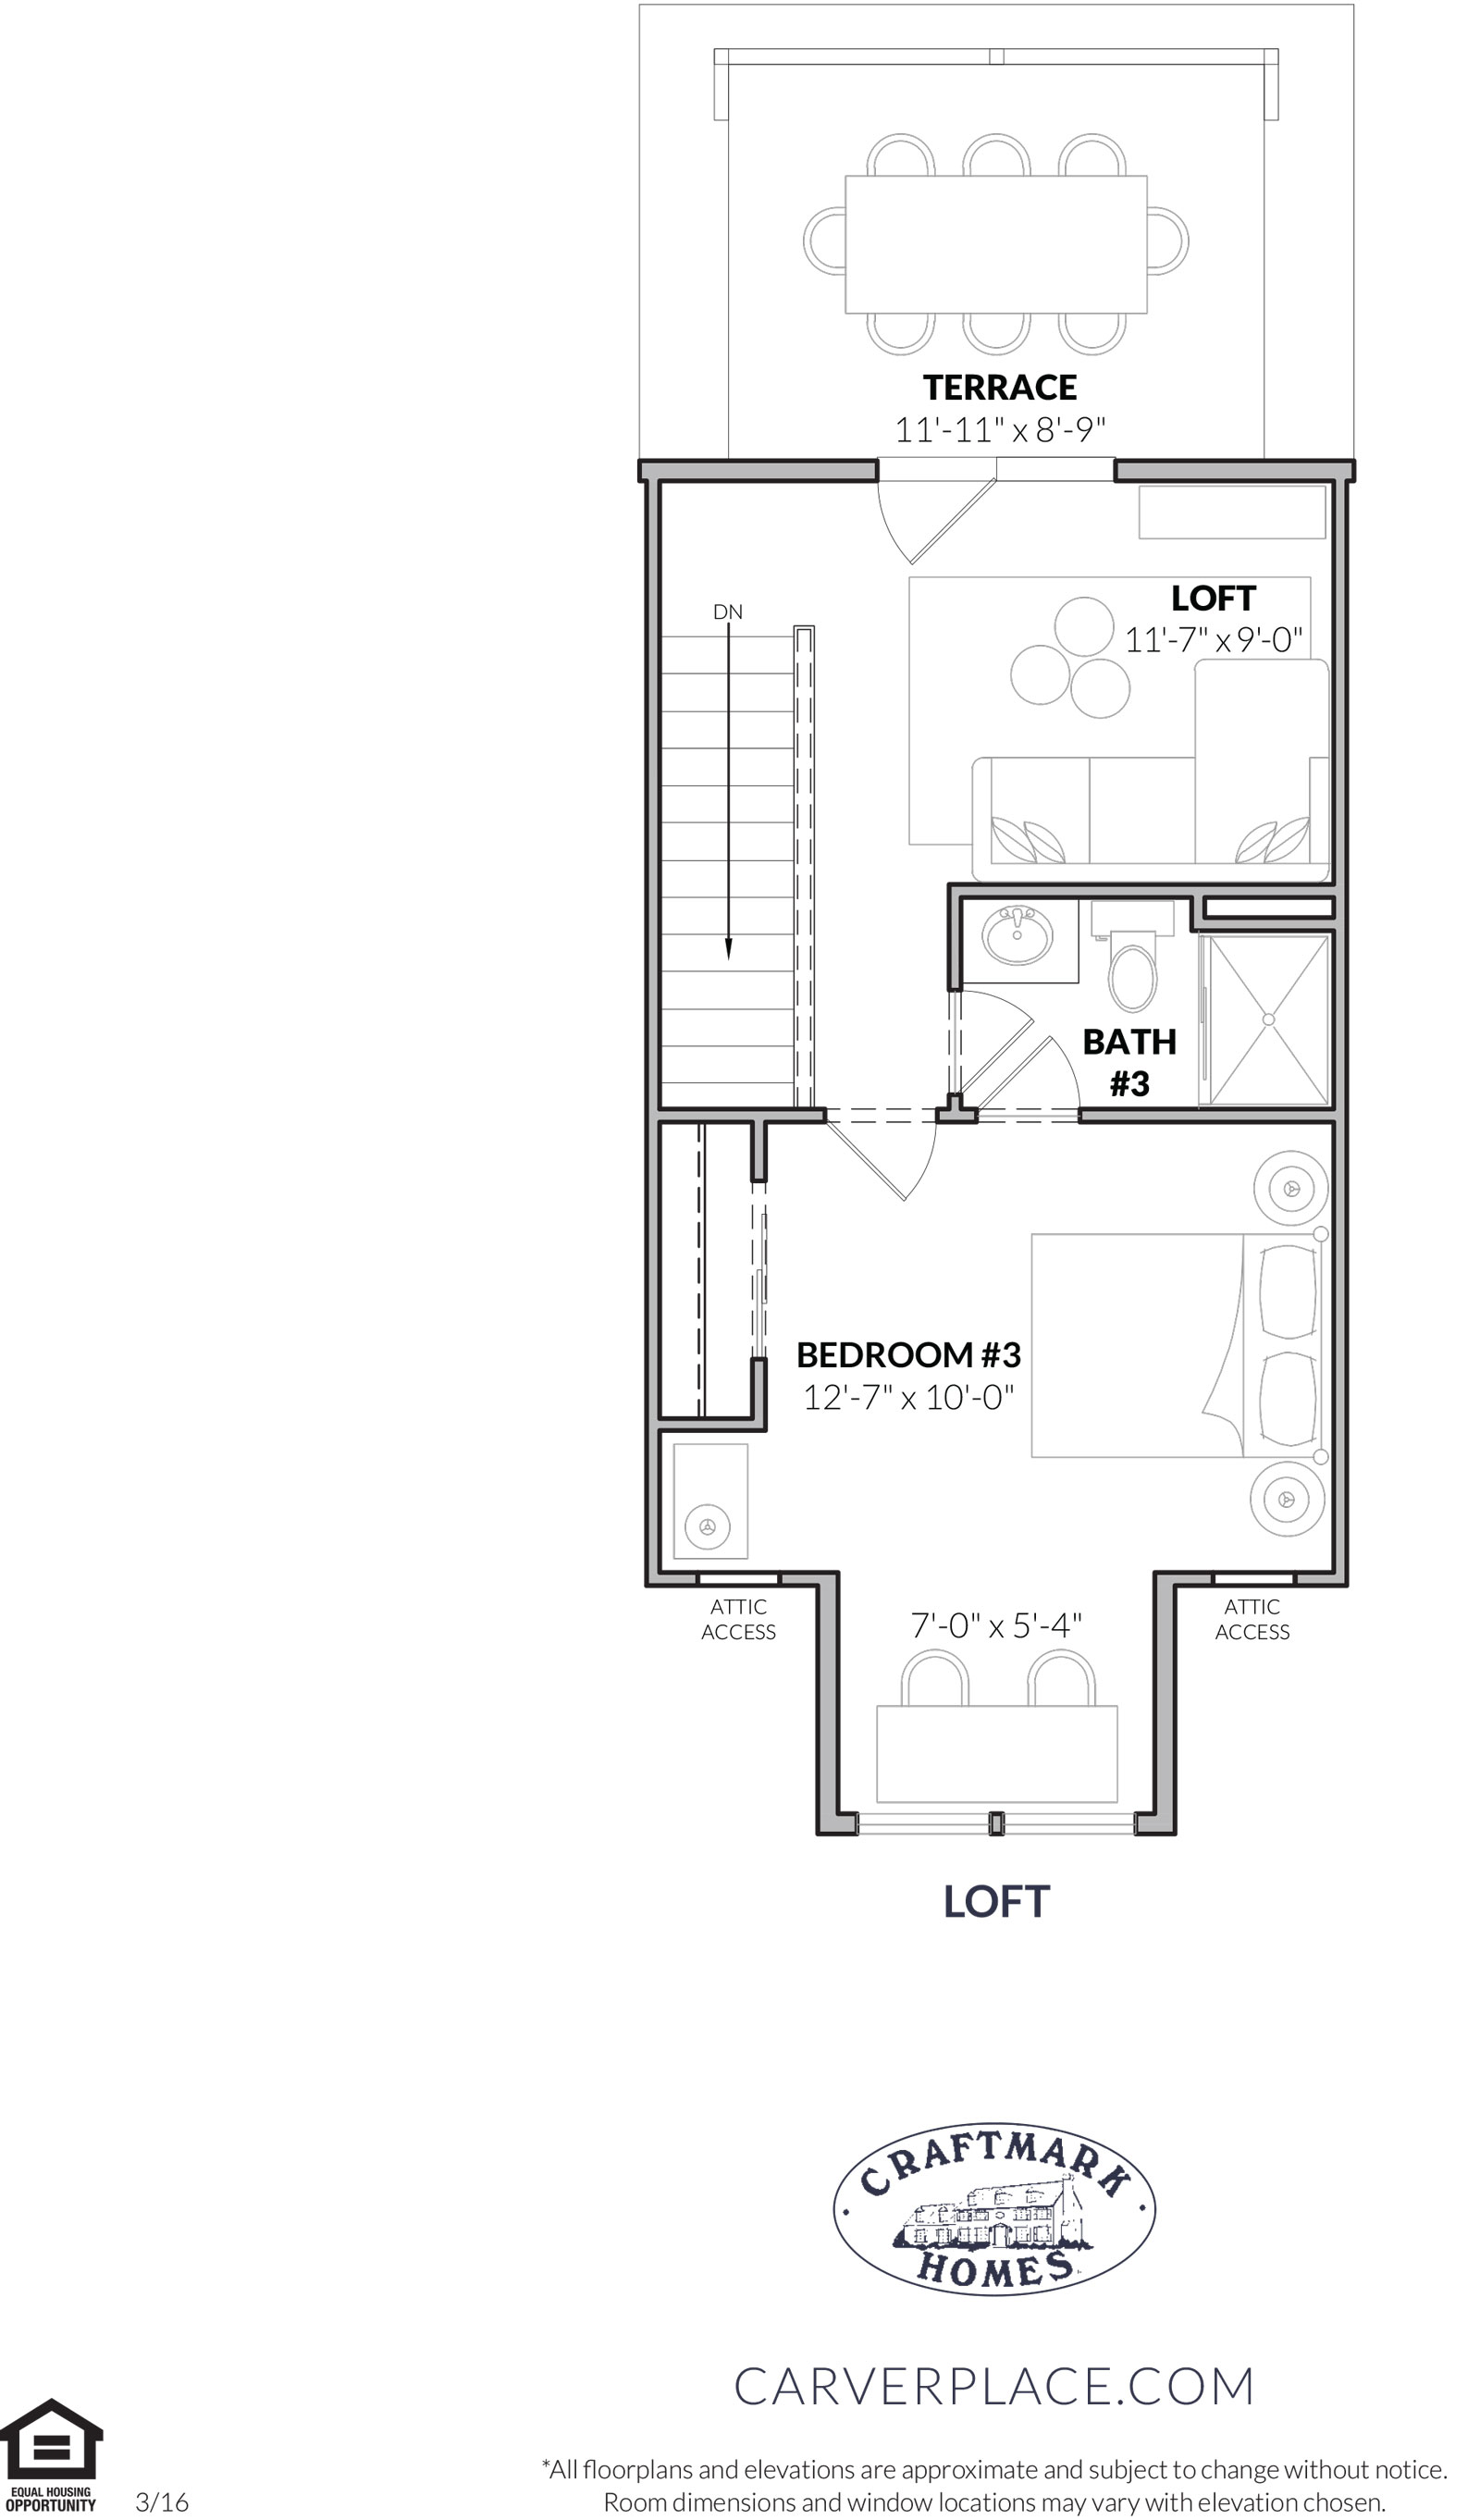 TERRACE
11'-11" x 8'-9"
LOFT
11'-7" x 9'-0"
DN
BATH
#3
BEDROOM #3
12'-7" x 10'-0"
ATTIC
ACCESS
7'-0" x 5'-4"
ATTIC
ACCESS
LOFT
CRAFTMARK
HOMES
CARVERPLACE.COM
*All floorplans and elevations are approximate and subject to change without notice.
Room dimensions and window locations may vary with elevation chosen.
EQUAL HOUSING
OPPORTUNITY
3/16